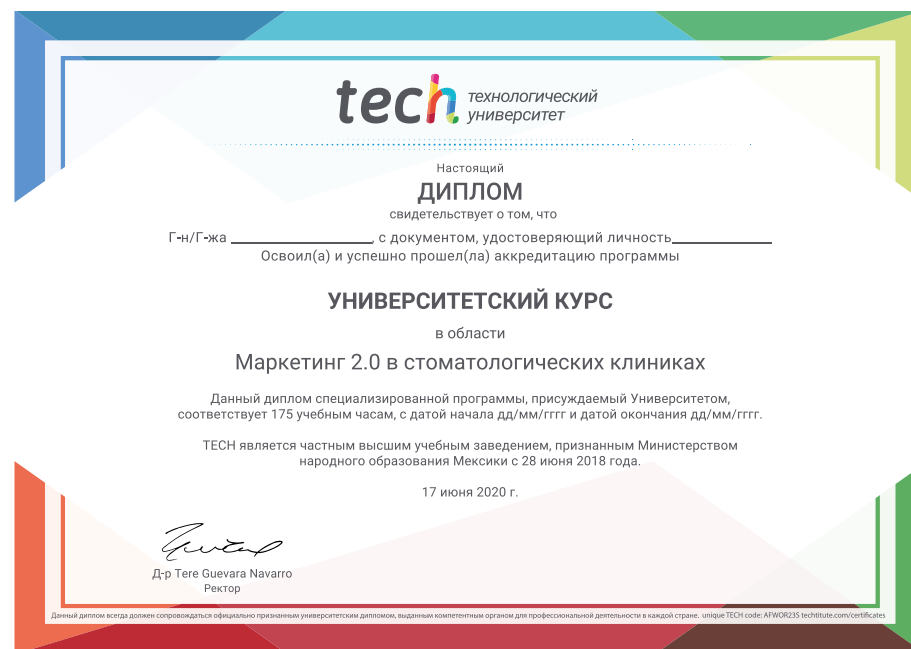 tech технологический
университет
Настоящий
ДИПЛОМ
свидетельствует о том, что
Г-н/Г-жа ____________________, с документом, удостоверяющий личность______________
Освоил(а) и успешно прошел(ла) аккредитацию программы
УНИВЕРСИТЕТСКИЙ КУРС
в области
Маркетинг 2.0 в стоматологических клиниках
Данный диплом специализированной программы, присуждаемый Университетом,
соответствует 175 учебным часам, с датой начала дд/мм/гггг и датой окончания дд/мм/гггг.
TECH является частным высшим учебным заведением, признанным Министерством
народного образования Мексики с 28 июня 2018 года.
17 июня 2020 г.
Д-р Tere Guevara Navarro
Ректор
Данный диплом всегда должен сопровождаться официально признанным университетским дипломом, выданным компетентным органом для профессиональной деятельности в каждой стране. unique TECH code: AFWOR23S techtitute.com/certificates